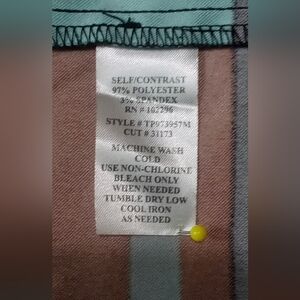 SELF/CONTRAST
97% POLYESTER
3% SPANDEX
RN # 102296
STYLE # TP973957M
CUT # 31173
MACHINE WASH
COLD
USE NON-CHLORINE
BLEACH ONLY
WHEN NEEDED
TUMBLE DRY LOW
COOL IRON
AS NEEDED